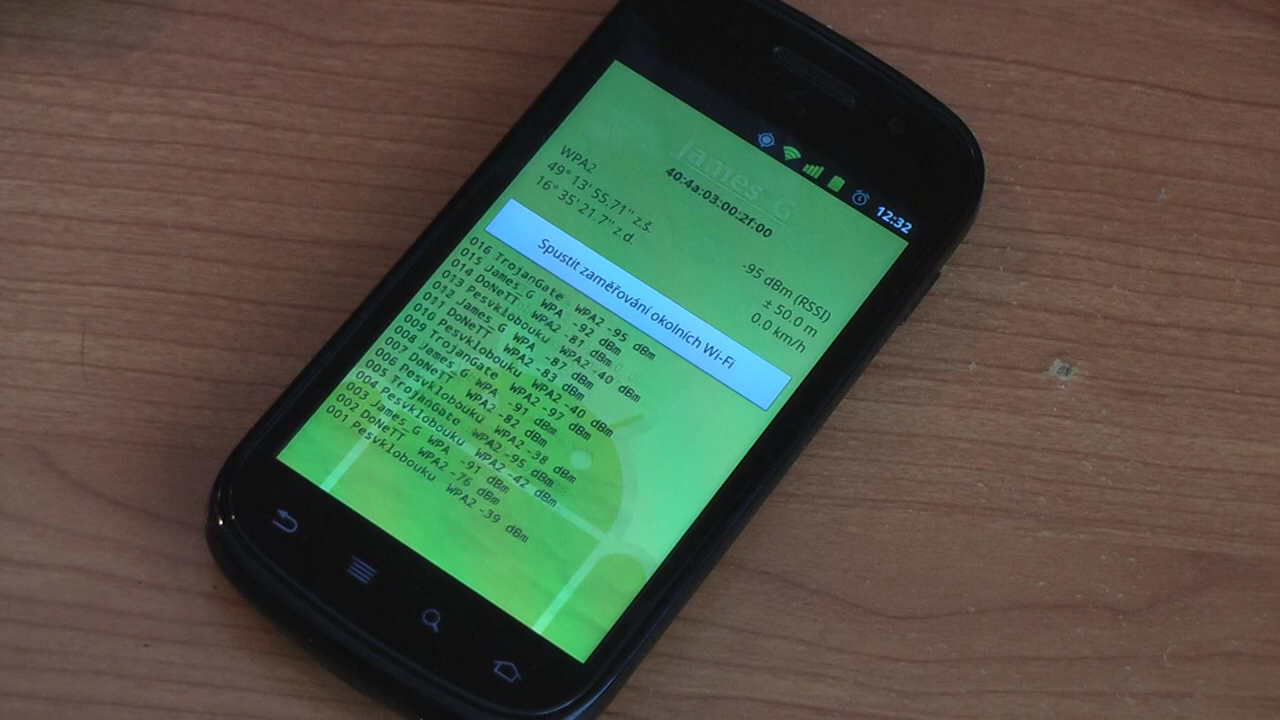 12:32
James_G
40:4a:03:00:2f:00
WPA2
-95 dBm (RSSI)
49°13'55.71'' z.š.
± 50.0 m
16°35'21.7'' z.d.
0.0 km/h
Spustit zaměřování okolních Wi-Fi
016 TrojanGate WPA2 -95 dBm
015 James_G WPA -92 dBm
014 DoNeTT WPA2 -81 dBm
013 Pesvklobouku WPA2 -40 dBm
012 James_G WPA -87 dBm
011 DoNeTT WPA2 -83 dBm
010 Pesvklobouku WPA2 -40 dBm
009 TrojanGate WPA2 -97 dBm
008 James_G WPA -91 dBm
007 DoNeTT WPA2 -82 dBm
006 Pesvklobouku WPA2 -38 dBm
005 TrojanGate WPA2 -95 dBm
004 Pesvklobouku WPA2 -42 dBm
003 James_G WPA -91 dBm
002 DoNeTT WPA2 -76 dBm
001 Pesvklobouku WPA2 -39 dBm